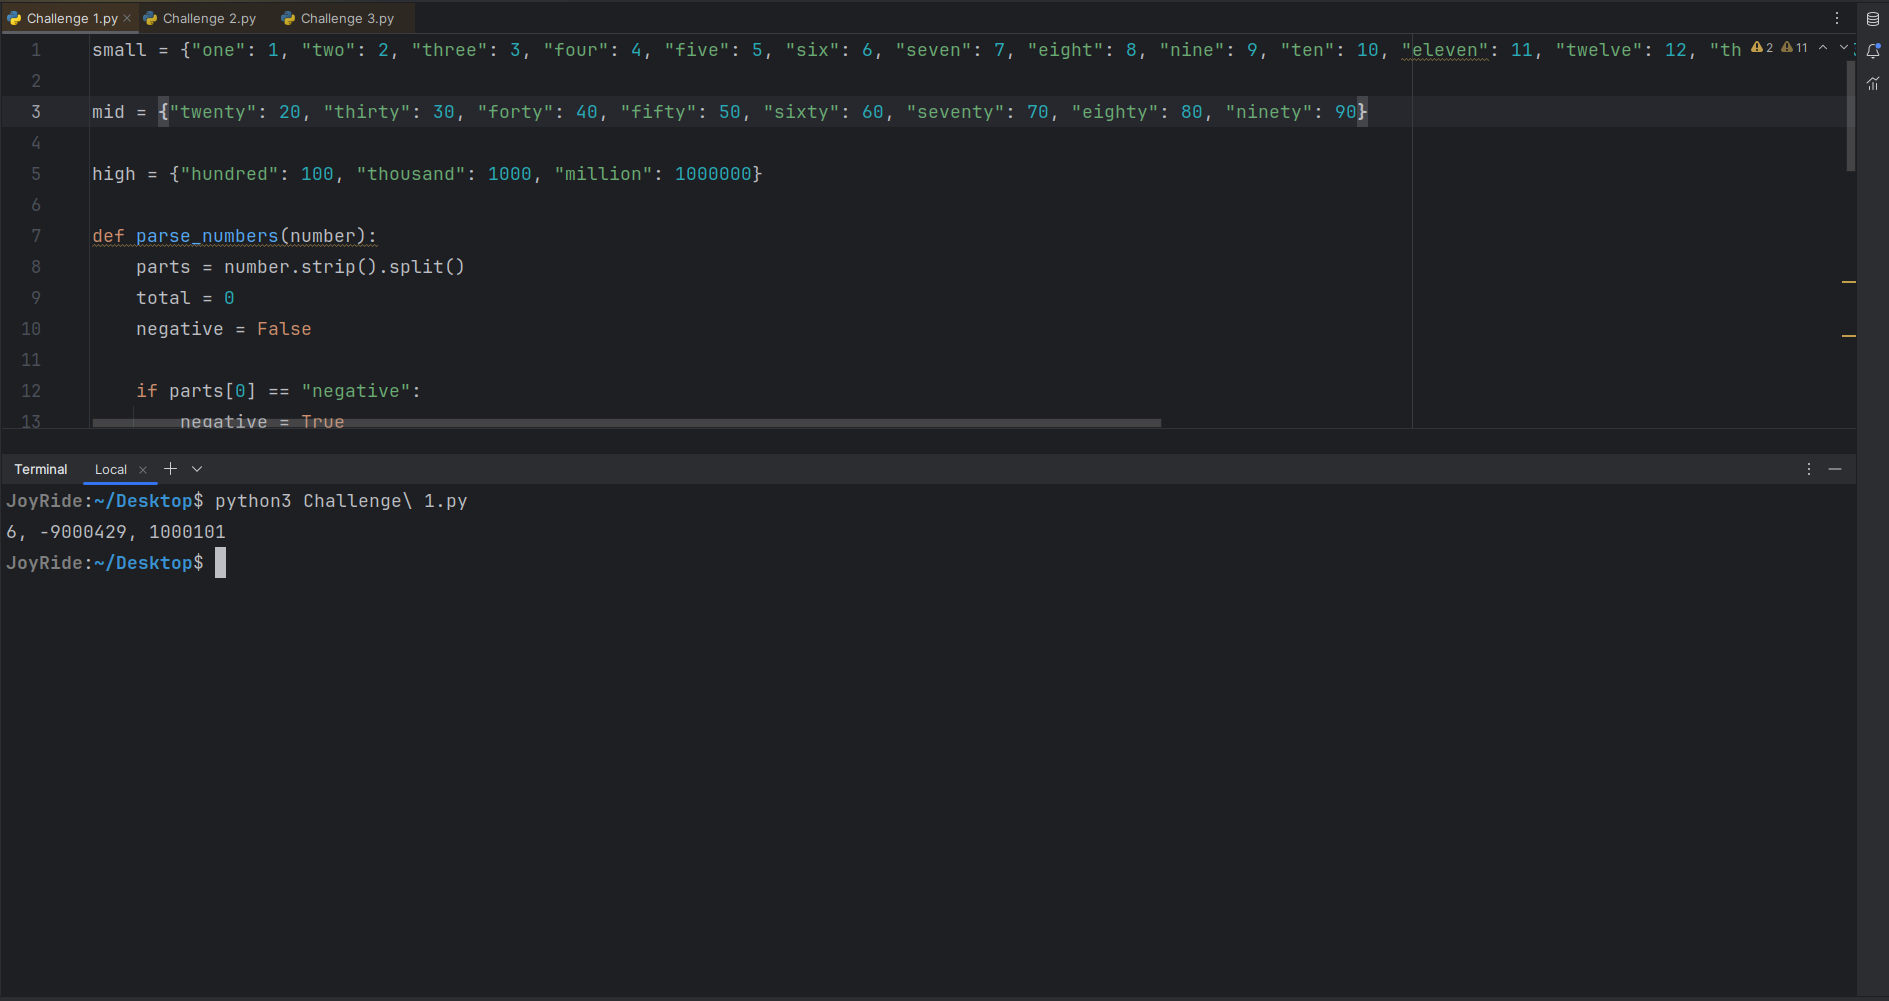 Challenge 1.py Challenge 2.py Challenge 3.py
1 small = {"one": 1, "two": 2, "three": 3, "four": 4, "five": 5, "six": 6, "seven": 7, "eight": 8, "nine": 9, "ten": 10, "eleven": 11, "twelve": 12, "th 2 11
2
3 mid = {"twenty": 20, "thirty": 30, "forty": 40, "fifty": 50, "sixty": 60, "seventy": 70, "eighty": 80, "ninety": 90}
4
5 high = {"hundred": 100, "thousand": 1000, "million": 1000000}
6
7 def parse_numbers(number):
8 parts = number.strip().split()
9 total = 0
10 negative = False
11
12 if parts[0] == "negative":
13 negative = True
Terminal Local
JoyRide:~/Desktop$ python3 Challenge\ 1.py
6, -9000429, 1000101
JoyRide:~/Desktop$